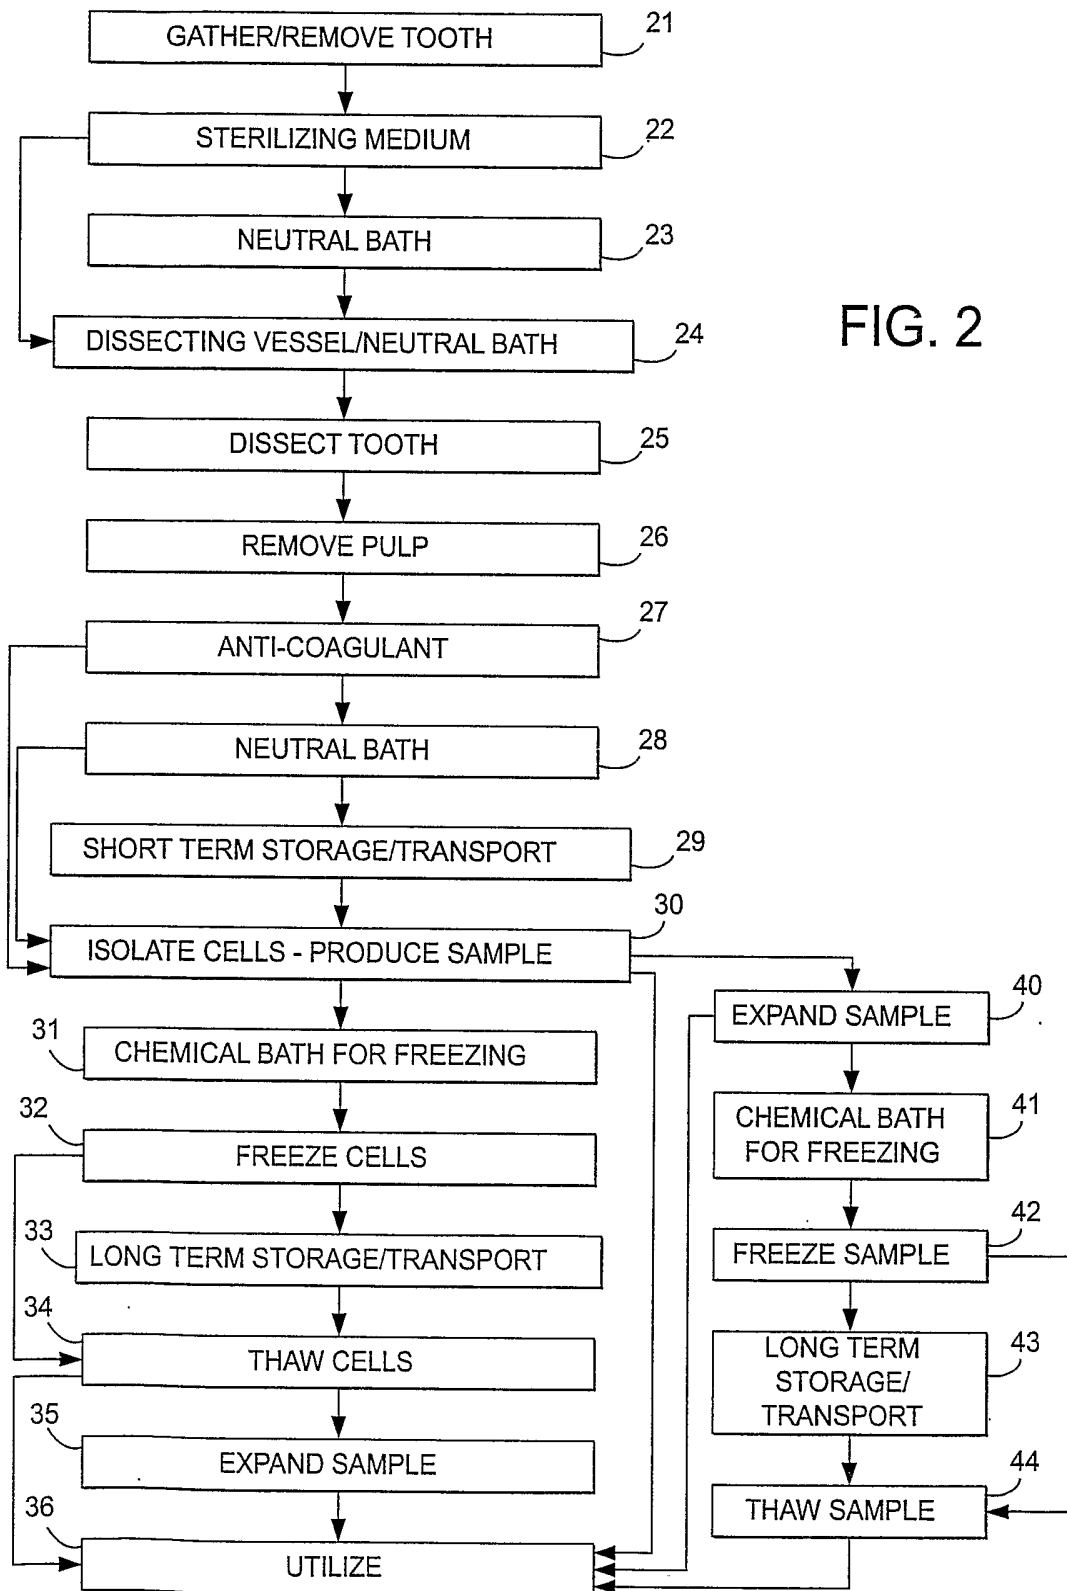 GATHER/REMOVE TOOTH
21
STERILIZING MEDIUM
22
NEUTRAL BATH
23
DISSECTING VESSEL/NEUTRAL BATH
24
FIG. 2
DISSECT TOOTH
25
REMOVE PULP
26
ANTI-COAGULANT
27
NEUTRAL BATH
28
SHORT TERM STORAGE/TRANSPORT
29
ISOLATE CELLS - PRODUCE SAMPLE
30
31
CHEMICAL BATH FOR FREEZING
32
FREEZE CELLS
33
LONG TERM STORAGE/TRANSPORT
34
THAW CELLS
35
EXPAND SAMPLE
36
UTILIZE
EXPAND SAMPLE
40
CHEMICAL BATH
FOR FREEZING
41
FREEZE SAMPLE
42
LONG TERM
STORAGE/
TRANSPORT
43
THAW SAMPLE
44